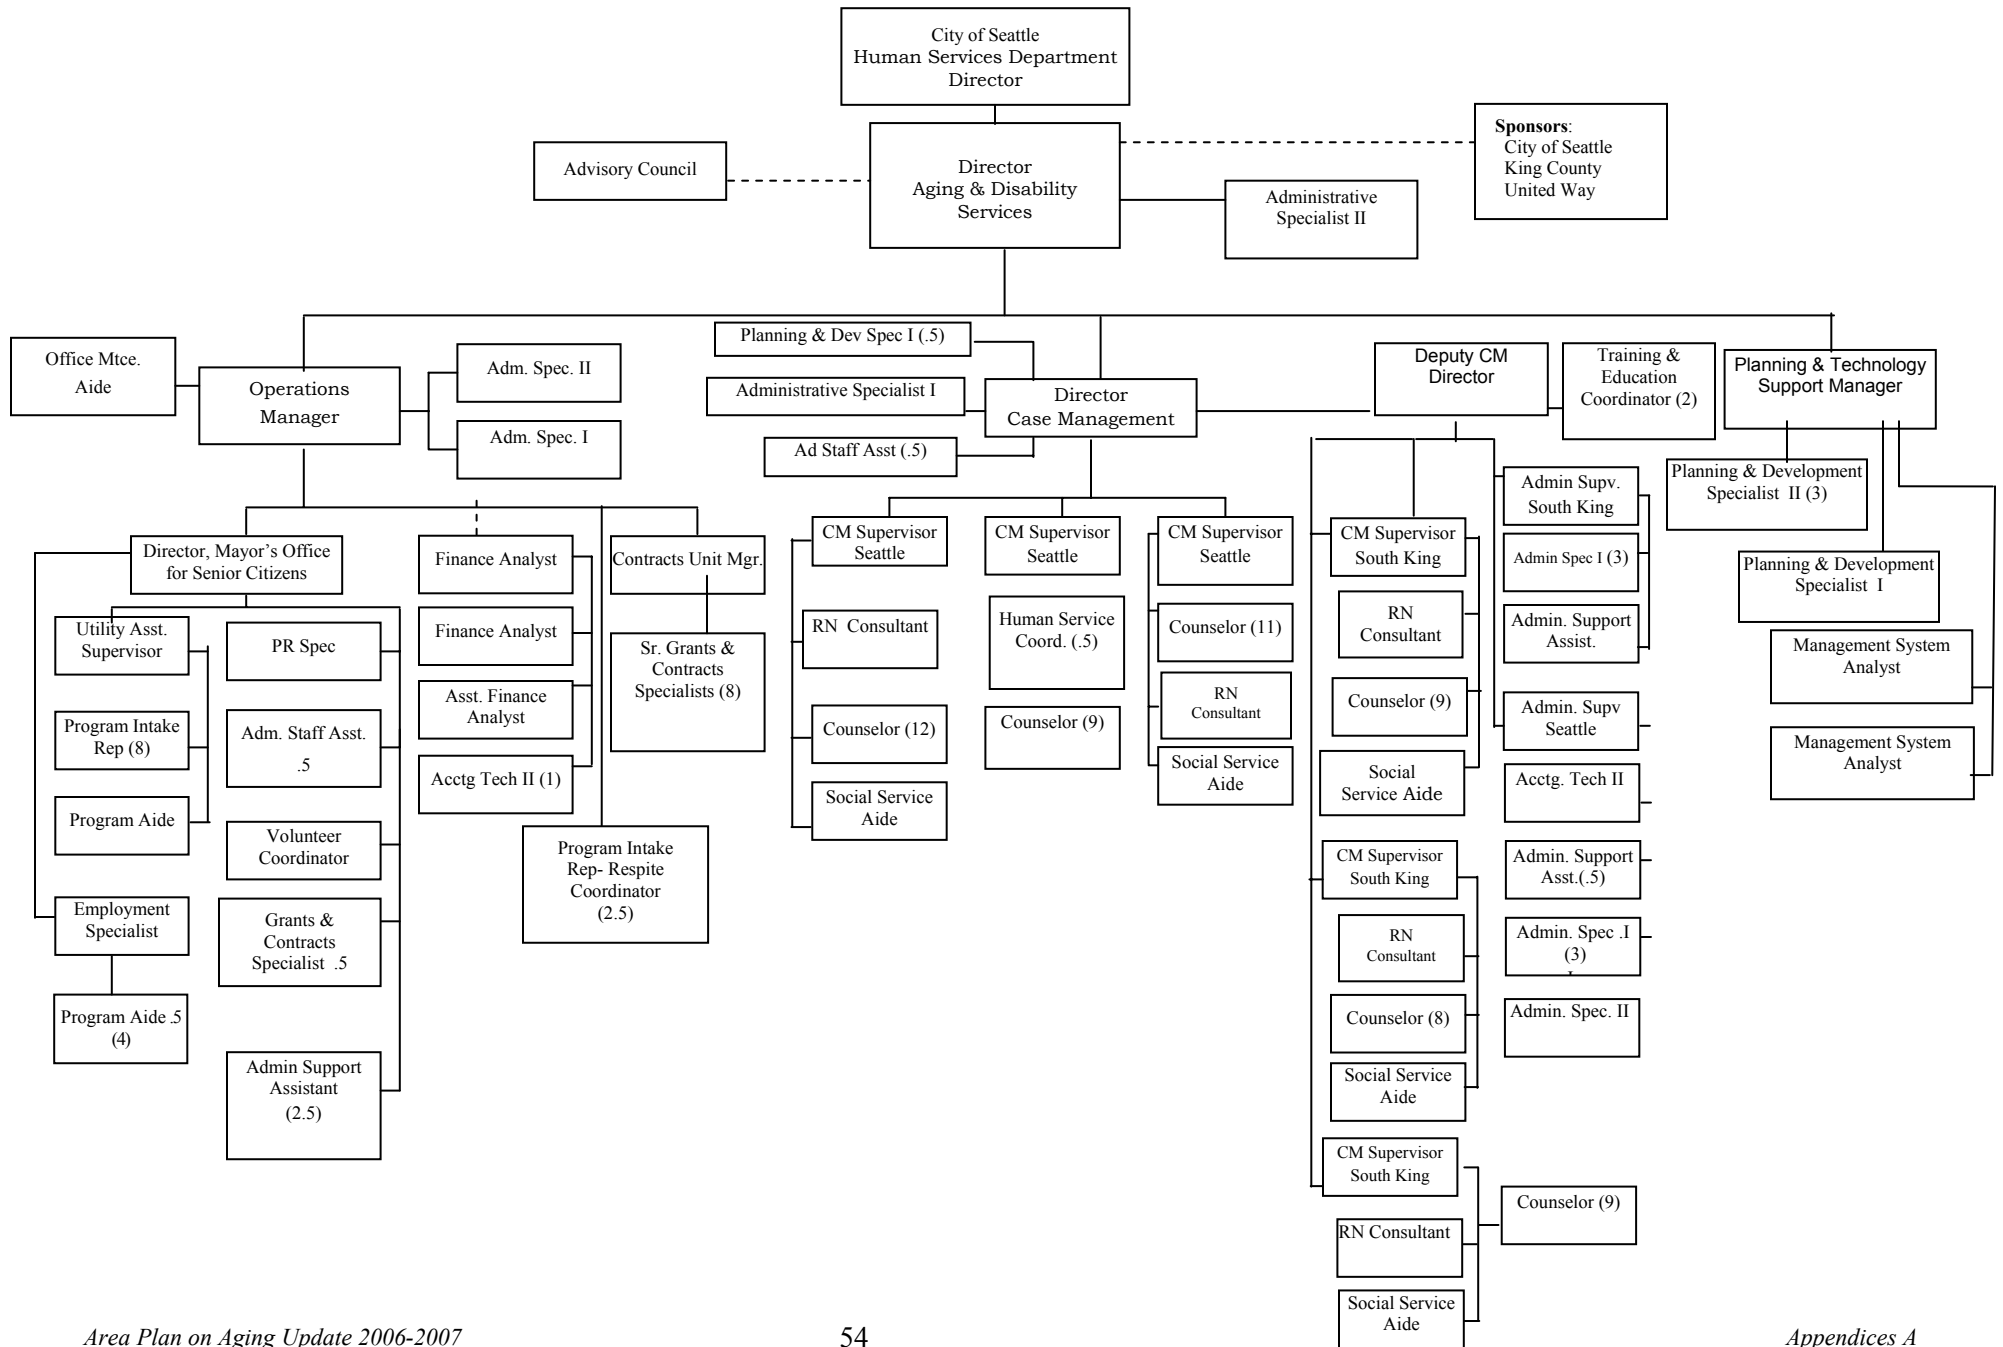 City of Seattle
Human Services Department
Director
Sponsors:
City of Seattle
King County
United Way
Advisory Council
Director
Aging & Disability
Services
Administrative
Specialist II
Office Mtce.
Aide
Operations
Manager
Adm. Spec. II
Adm. Spec. I
Planning & Dev Spec I (.5)
Administrative Specialist I
Ad Staff Asst (.5)
Director
Case Management
Deputy CM
Director
Training &
Education
Coordinator (2)
Planning & Technology
Support Manager
Director, Mayor’s Office
for Senior Citizens
Utility Asst.
Supervisor
Program Intake
Rep (8)
Program Aide
Employment
Specialist
Program Aide .5
(4)
PR Spec
Adm. Staff Asst.
.5
Volunteer
Coordinator
Grants &
Contracts
Specialist .5
Admin Support
Assistant
(2.5)
Finance Analyst
Finance Analyst
Asst. Finance
Analyst
Acctg Tech II (1)
Program Intake
Rep- Respite
Coordinator
(2.5)
Contracts Unit Mgr.
Sr. Grants &
Contracts
Specialists (8)
CM Supervisor
Seattle
RN Consultant
Counselor (12)
Social Service
Aide
CM Supervisor
Seattle
Human Service
Coord. (.5)
Counselor (9)
CM Supervisor
Seattle
Counselor (11)
RN
Consultant
Social Service
Aide
CM Supervisor
South King
RN
Consultant
Counselor (9)
Social
Service Aide
CM Supervisor
South King
RN
Consultant
Counselor (8)
Social Service
Aide
CM Supervisor
South King
RN Consultant
Social Service
Aide
Counselor (9)
Admin Supv.
South King
Admin Spec I (3)
Admin. Support
Assist.
Admin. Supv
Seattle
Acctg. Tech II
Admin. Support
Asst.(.5)
Admin. Spec .I
(3)
Admin. Spec. II
Planning & Development
Specialist II (3)
Planning & Development
Specialist I
Management System
Analyst
Management System
Analyst
Area Plan on Aging Update 2006-2007
54
Appendices A